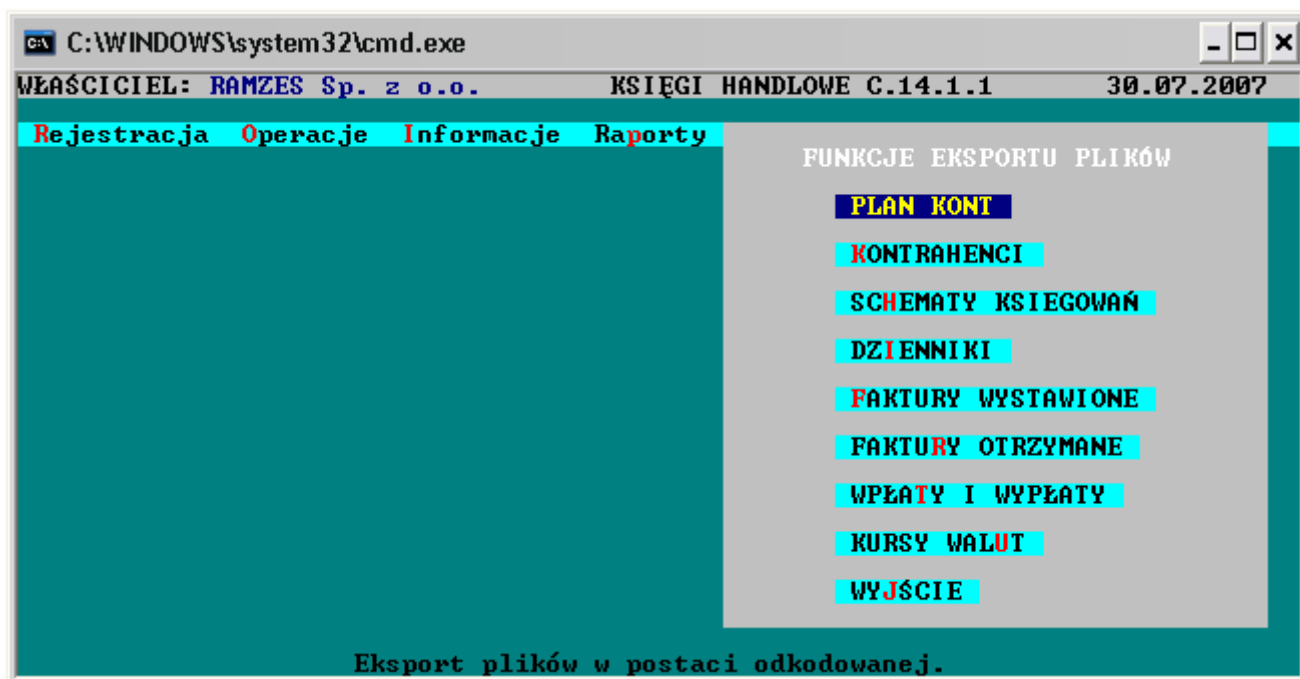 C:\WINDOWS\system32\cmd.exe
WŁAŚCICIEL: RAMZES Sp. z o.o. KSIĘGI HANDLOWE C.14.1.1 30.07.2007
Rejestracja Operacje Informacje Raporty
FUNKCJE EKSPORTU PLIKÓW
PLAN KONT
KONTRAHENCI
SCHEMATY KSIEGOWAŃ
DZIENNIKI
FAKTURY WYSTAWIONE
FAKTURY OTRZYMANE
WPŁATY I WYPŁATY
KURSY WALUT
WYJŚCIE
Eksport plików w postaci odkodowanej.